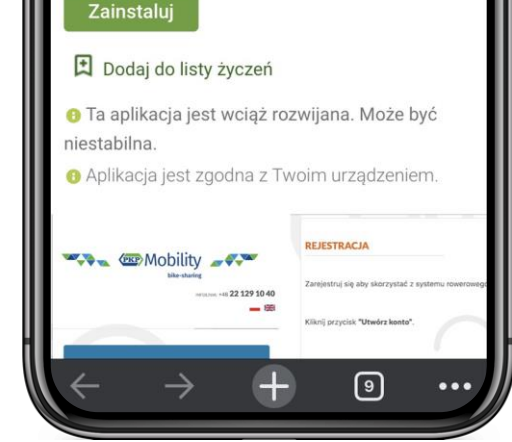 Zainstaluj
Dodaj do listy życzeń
Ta aplikacja jest wciąż rozwijana. Może być
niestabilna.
Aplikacja jest zgodna z Twoim urządzeniem.
PKP Mobility
bike-sharing
INFOLINIA: +48 22 129 10 40
REJESTRACJA
Zarejestruj się aby skorzystać z systemu rowerowego
Kliknij przycisk "Utwórz konto".
9